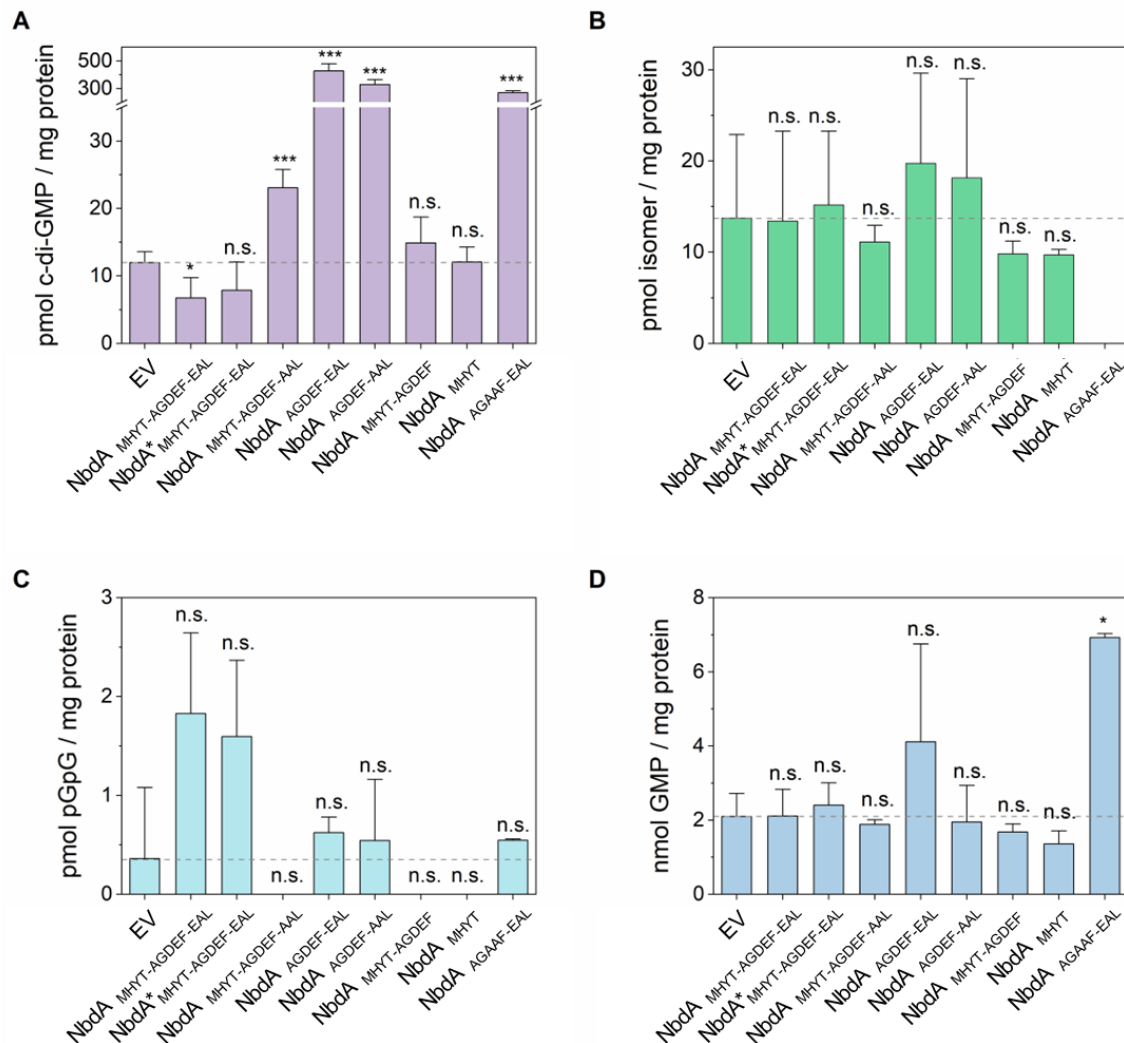 A
pmol c-di-GMP / mg protein
500
300
30
20
10
0
***
***
***
***
*
n.s.
n.s.
n.s.
EV
NbdA MHYT-AGDEF-EAL
NbdA* MHYT-AGDEF-EAL
NbdA MHYT-AGDEF-AAL
NbdA AGDEF-EAL
NbdA AGDEF-AAL
NbdA MHYT-AGDEF
NbdA MHYT
NbdA AGAAF-EAL
B
pmol isomer / mg protein
30
20
10
0
n.s.
n.s.
n.s.
n.s.
n.s.
n.s.
n.s.
EV
NbdA MHYT-AGDEF-EAL
NbdA* MHYT-AGDEF-EAL
NbdA MHYT-AGDEF-AAL
NbdA AGDEF-EAL
NbdA AGDEF-AAL
NbdA MHYT-AGDEF
NbdA MHYT
NbdA AGAAF-EAL
C
pmol pGpG / mg protein
3
2
1
0
n.s.
n.s.
n.s.
n.s.
n.s.
n.s.
n.s.
n.s.
EV
NbdA MHYT-AGDEF-EAL
NbdA* MHYT-AGDEF-EAL
NbdA MHYT-AGDEF-AAL
NbdA AGDEF-EAL
NbdA AGDEF-AAL
NbdA MHYT-AGDEF
NbdA MHYT
NbdA AGAAF-EAL
D
nmol GMP / mg protein
8
6
4
2
0
n.s.
n.s.
n.s.
n.s.
n.s.
n.s.
n.s.
*
EV
NbdA MHYT-AGDEF-EAL
NbdA* MHYT-AGDEF-EAL
NbdA MHYT-AGDEF-AAL
NbdA AGDEF-EAL
NbdA AGDEF-AAL
NbdA MHYT-AGDEF
NbdA MHYT
NbdA AGAAF-EAL